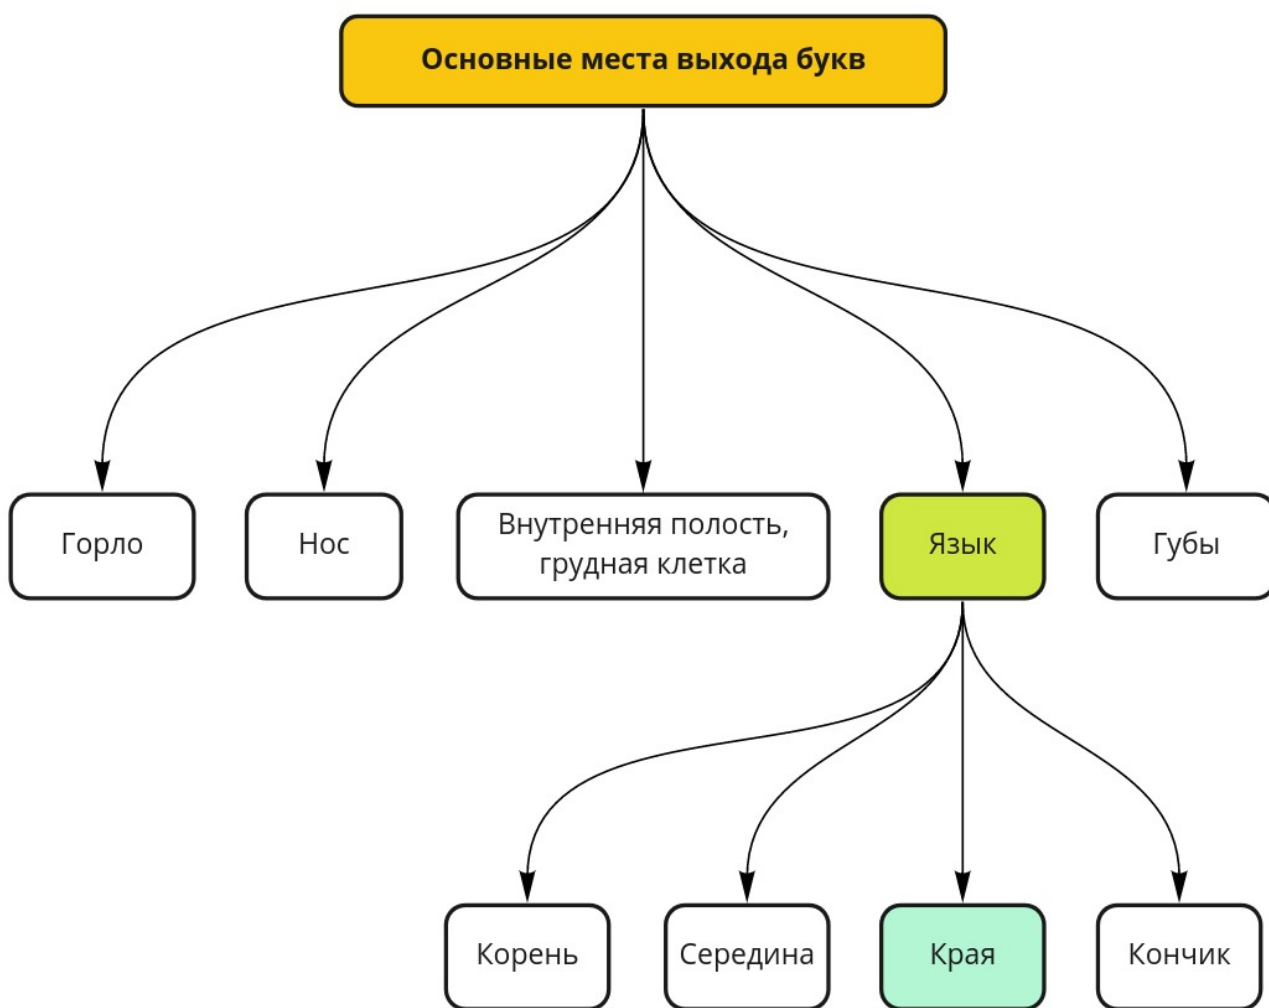 Основные места выхода букв
Горло
Нос
Внутренняя полость,
грудная клетка
Язык
Губы
Корень
Середина
Края
Кончик